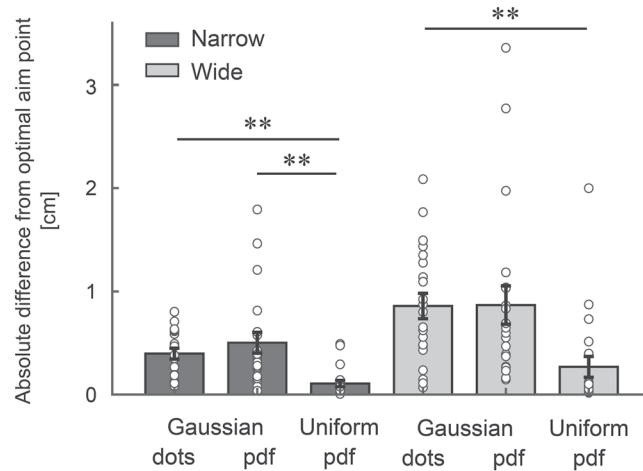 Absolute difference from optimal aim point
[cm]
3
2
1
0
Narrow
Wide
**
**
**
Gaussian
Uniform
Gaussian
Uniform
dots
pdf
pdf
dots
pdf
pdf